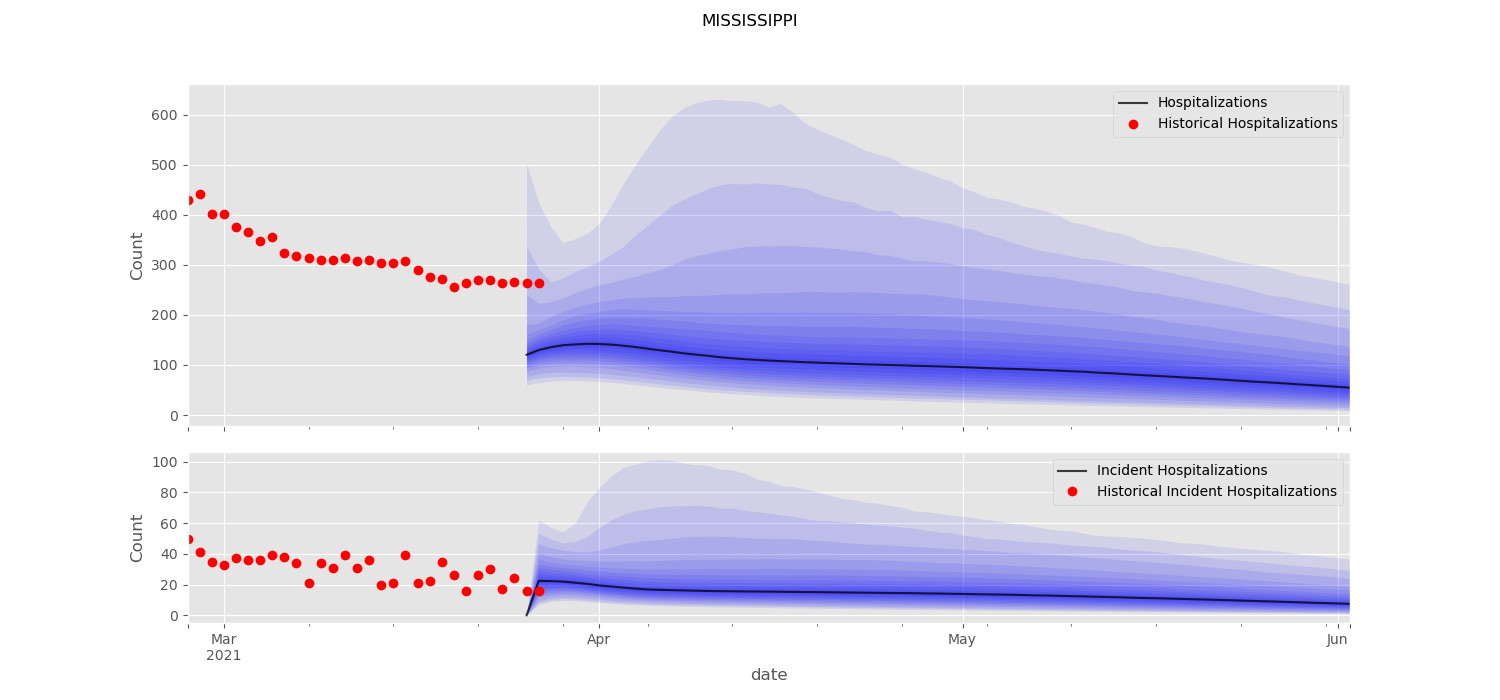 MISSISSIPPI
600
500
400
300
200
100
0
Count
Hospitalizations
Historical Hospitalizations
100
80
60
40
20
0
Count
Incident Hospitalizations
Historical Incident Hospitalizations
Mar
2021
Apr
May
Jun
date